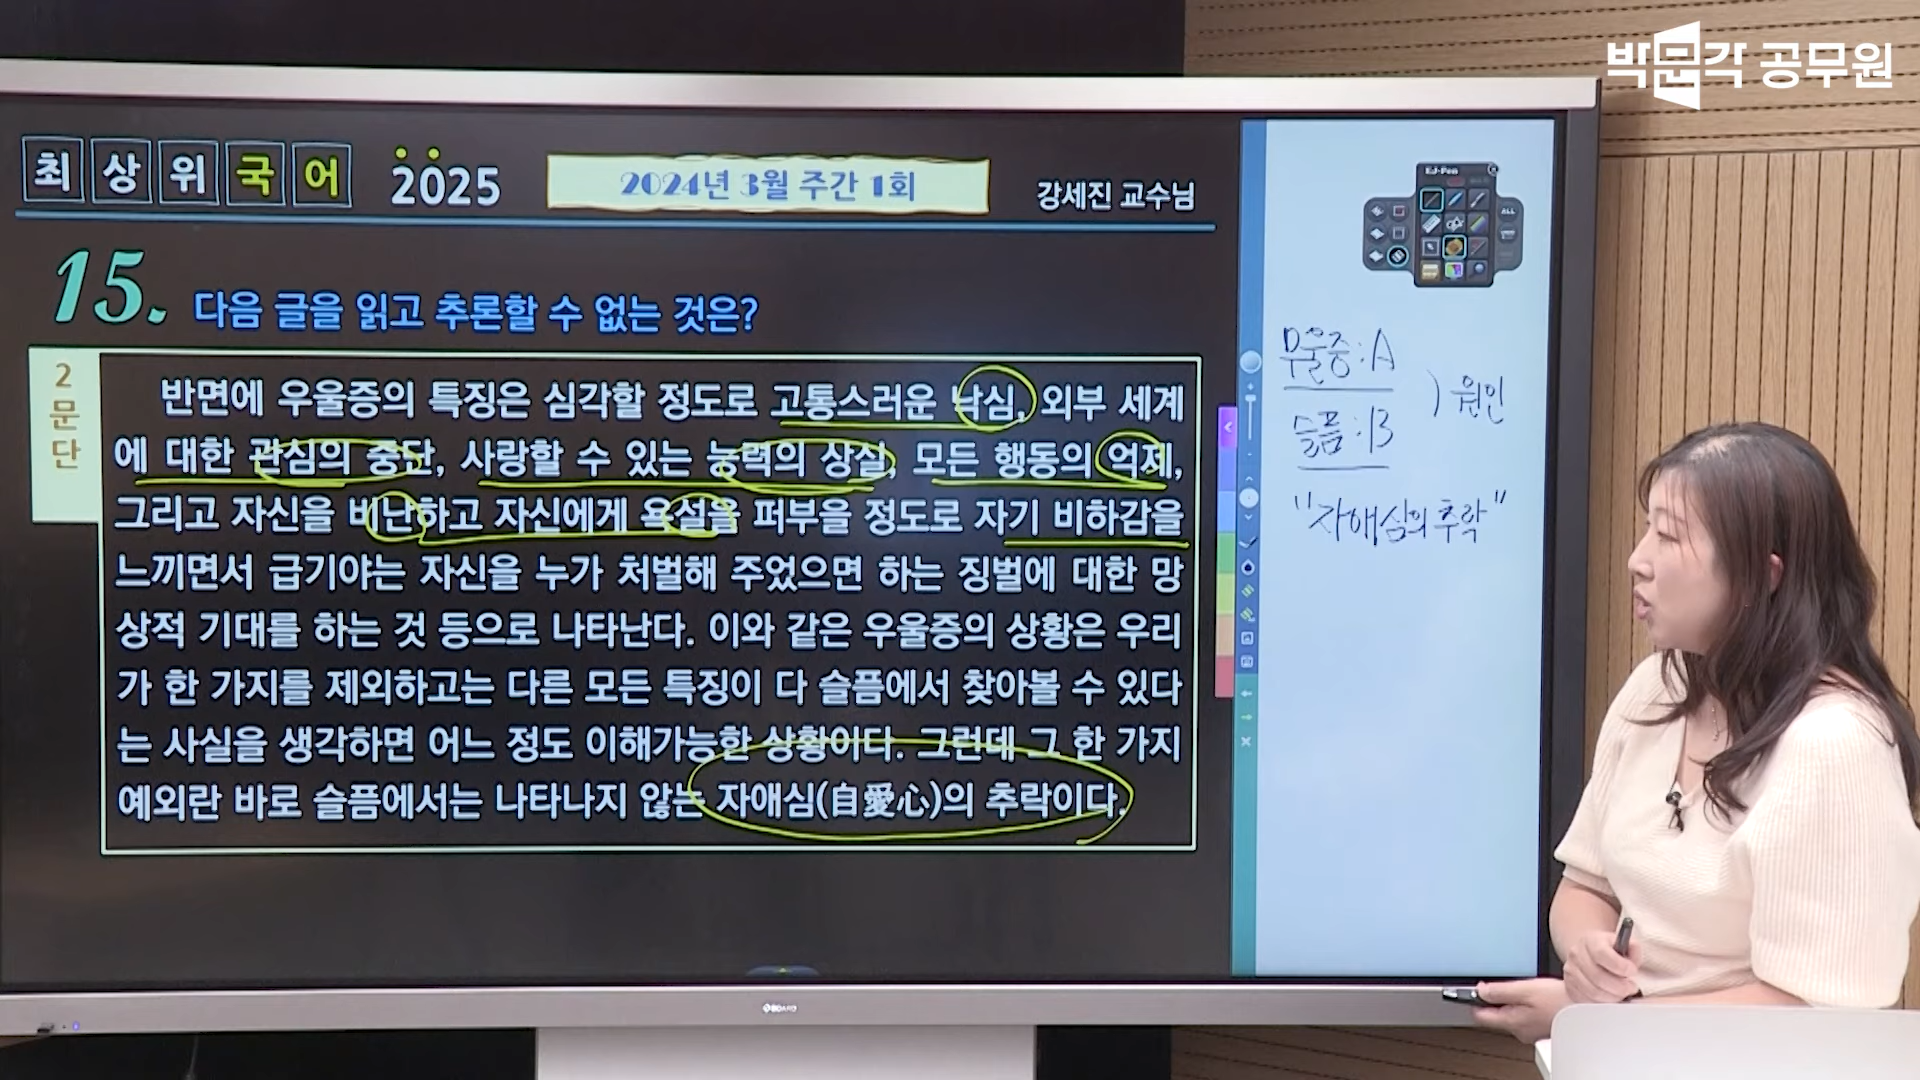 박문각 공무원
최상위국어 2025
2024년 3월 주간 1회
강세진 교수님
15. 다음 글을 읽고 추론할 수 없는 것은?
2문단
반면에 우울증의 특징은 심각할 정도로 고통스러운 낙심, 외부 세계
에 대한 관심의 중단, 사랑할 수 있는 능력의 상실, 모든 행동의 억제,
그리고 자신을 비난하고 자신에게 욕설을 퍼부을 정도로 자기 비하감을
느끼면서 급기야는 자신을 누가 처벌해 주었으면 하는 징벌에 대한 망
상적 기대를 하는 것 등으로 나타난다. 이와 같은 우울증의 상황은 우리
가 한 가지를 제외하고는 다른 모든 특징이 다 슬픔에서 찾아볼 수 있다
는 사실을 생각하면 어느 정도 이해가능한 상황이다. 그런데 그 한 가지
예외란 바로 슬픔에서는 나타나지 않는 자애심(自愛心)의 추락이다.
EJ-Pen
ALL
우울증 : A
슬픔 : B
) 원인
"자애심의 추락"